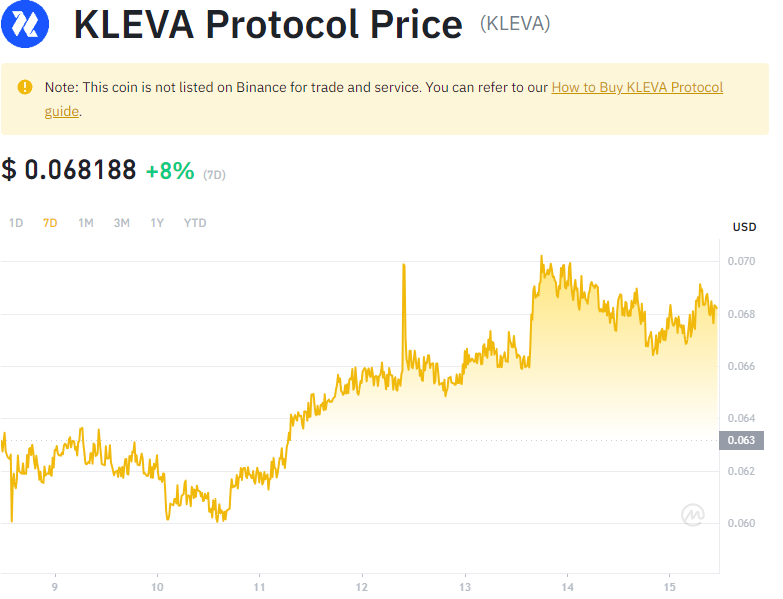 KLEVA Protocol Price (KLEVA)
Note: This coin is not listed on Binance for trade and service. You can refer to our How to Buy KLEVA Protocol
guide.
$ 0.068188 +8% (7D)
1D 7D 1M 3M 1Y YTD
USD
0.070
0.068
0.066
0.064
0.063
0.062
0.060
9 10 11 12 13 14 15